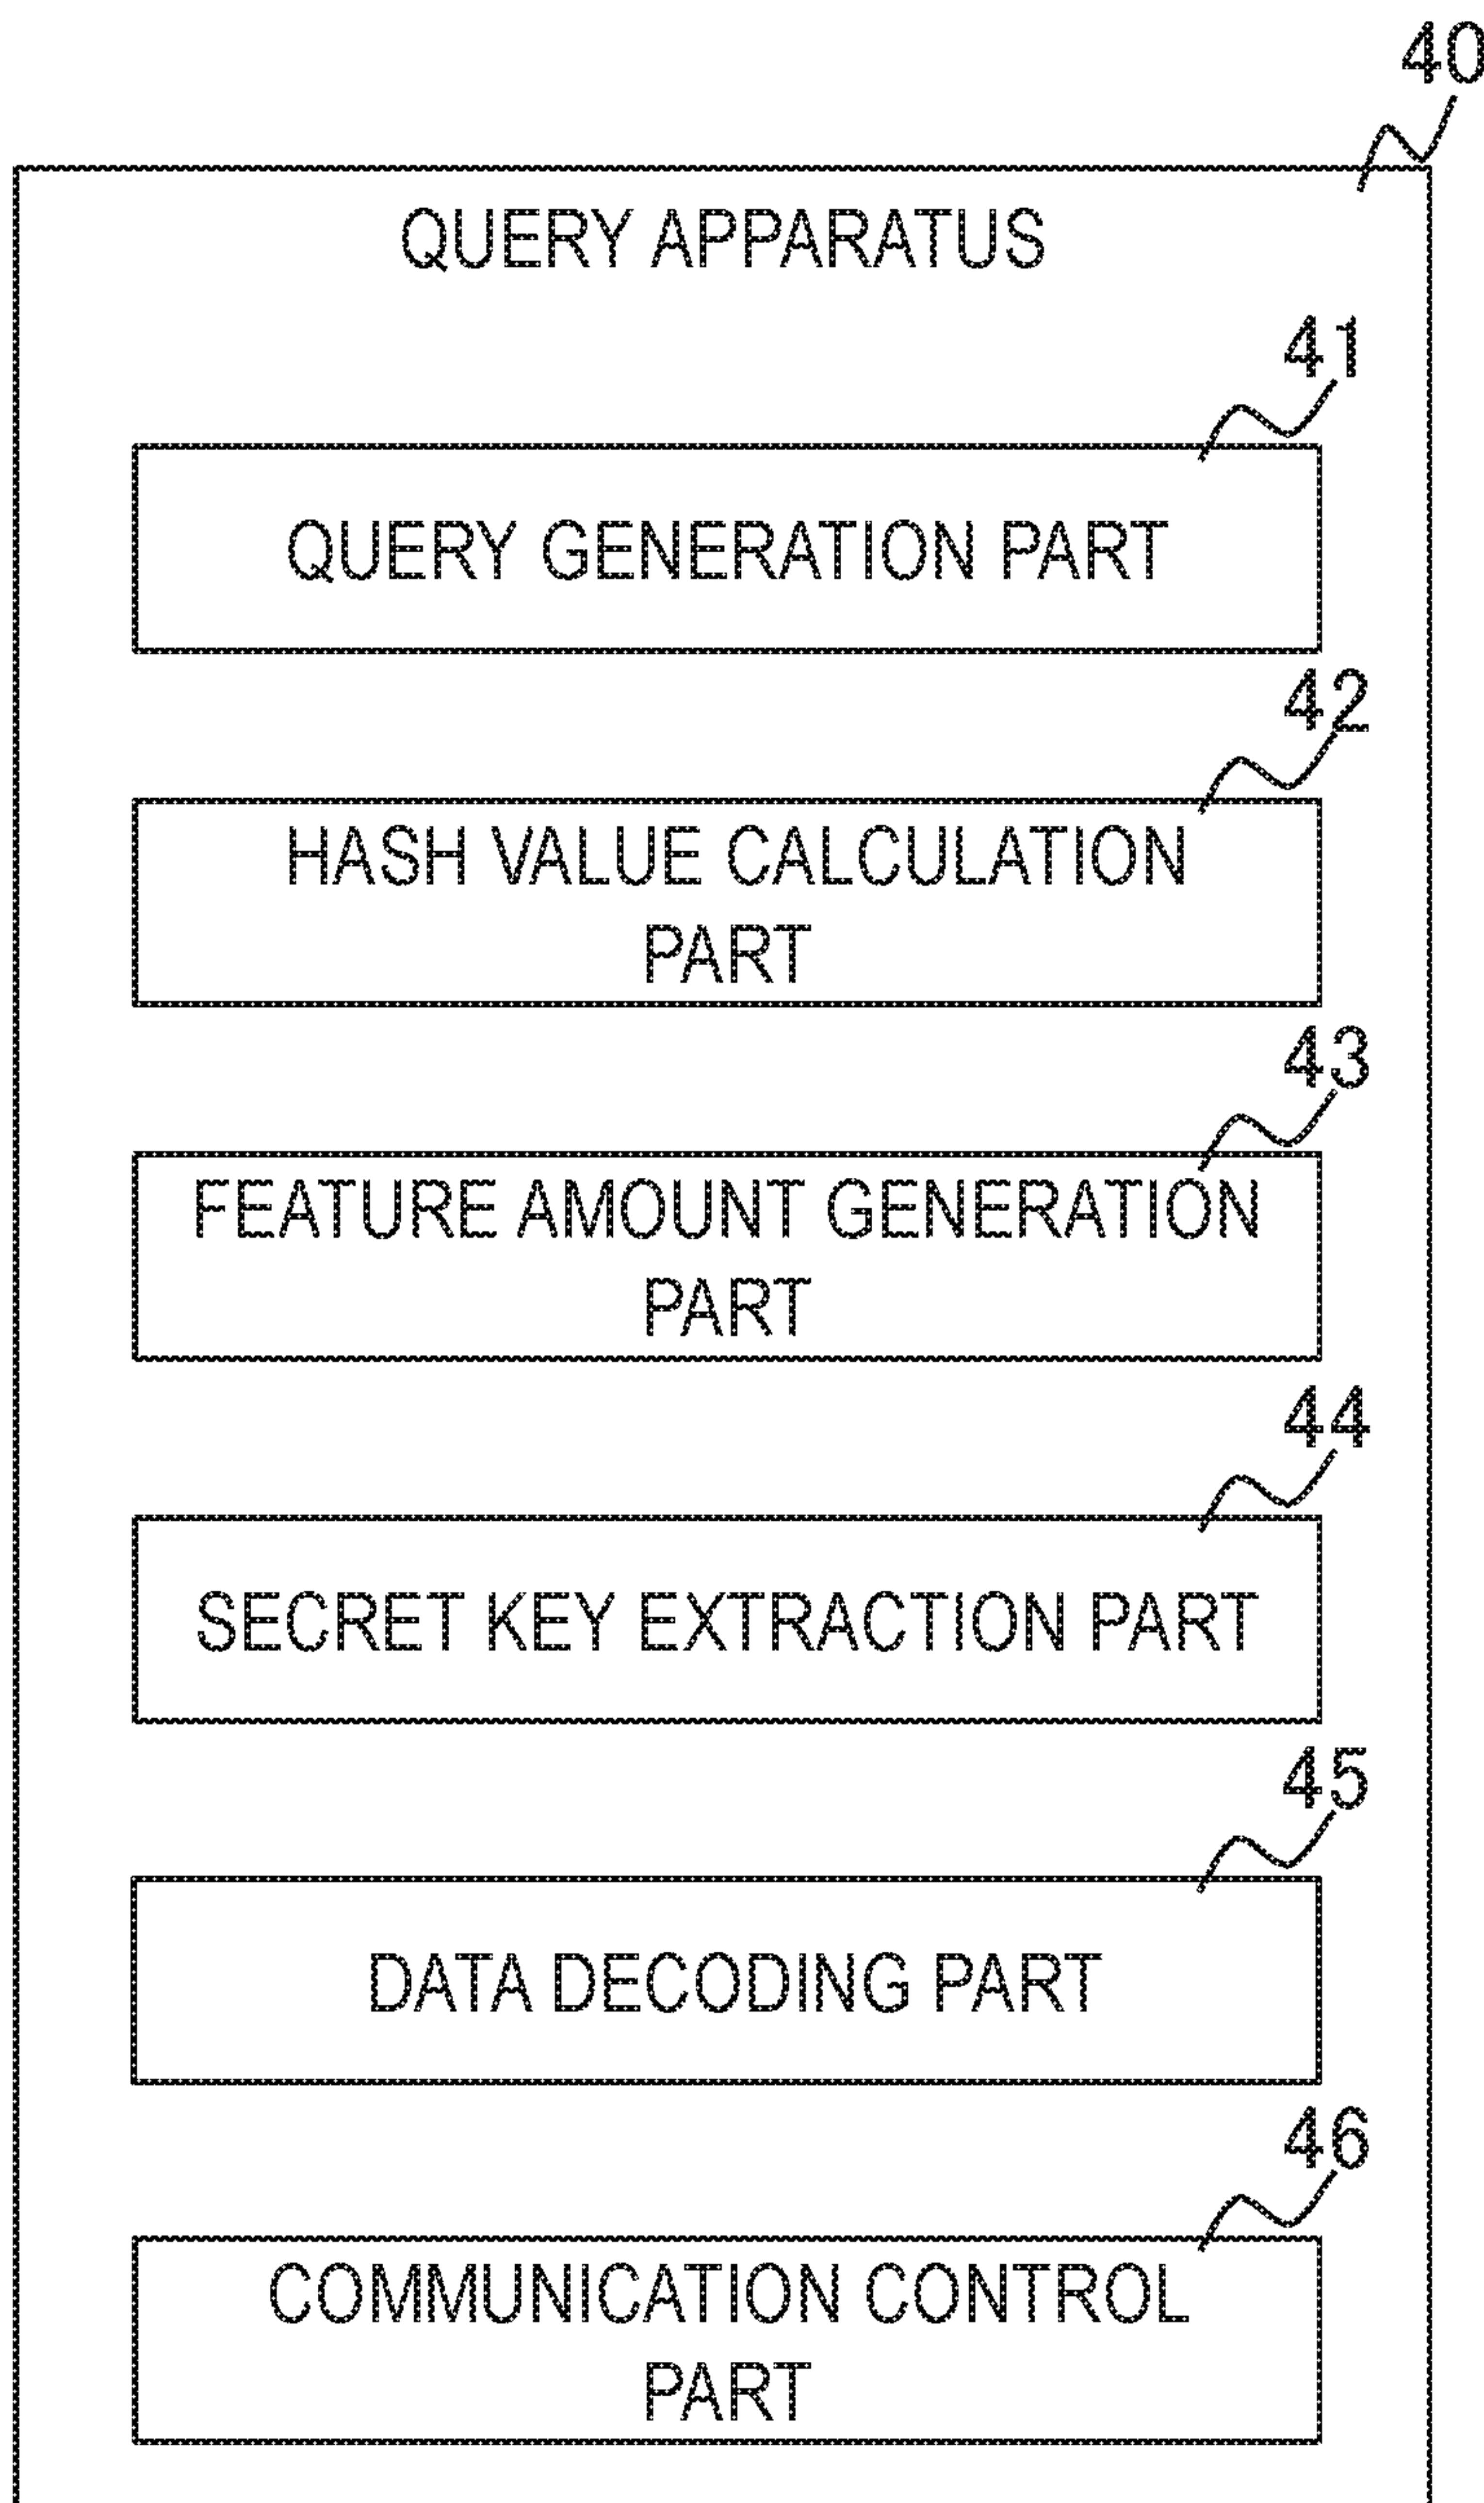 40
QUERY APPARATUS
41
QUERY GENERATION PART
42
HASH VALUE CALCULATION
PART
43
FEATURE AMOUNT GENERATION
PART
44
SECRET KEY EXTRACTION PART
45
DATA DECODING PART
46
COMMUNICATION CONTROL
PART